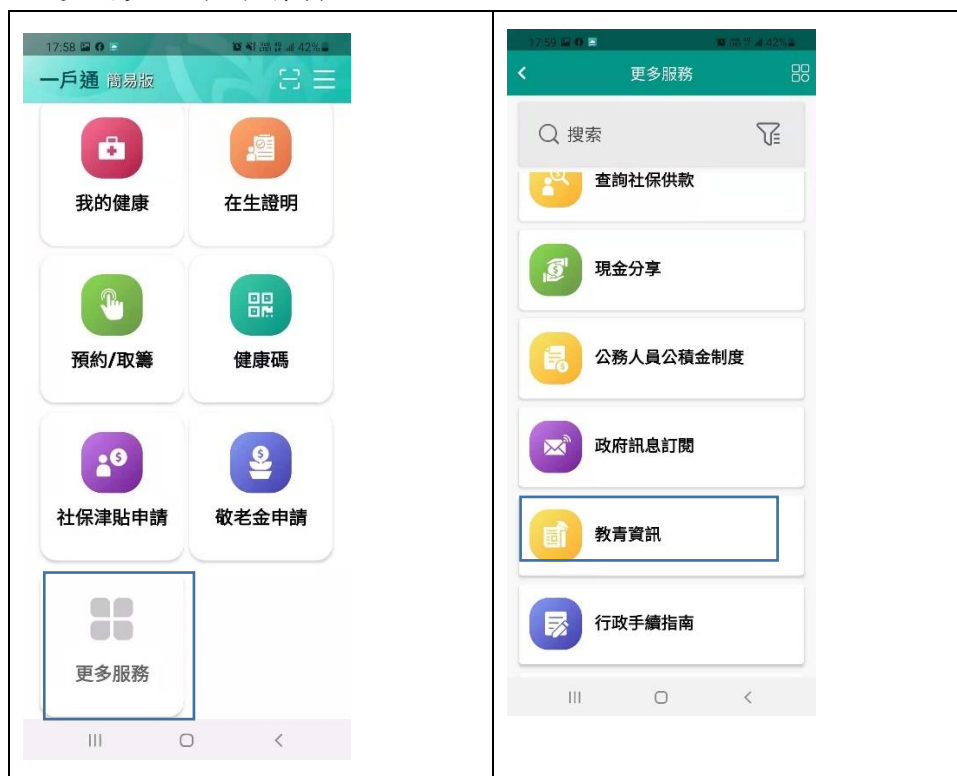 17:58
42%
一戶通 簡易版
我的健康
在生證明
預約/取籌
健康碼
社保津貼申請
敬老金申請
更多服務
17:59
42%
更多服務
搜索
查詢社保供款
現金分享
公務人員公積金制度
政府訊息訂閱
教青資訊
行政手續指南